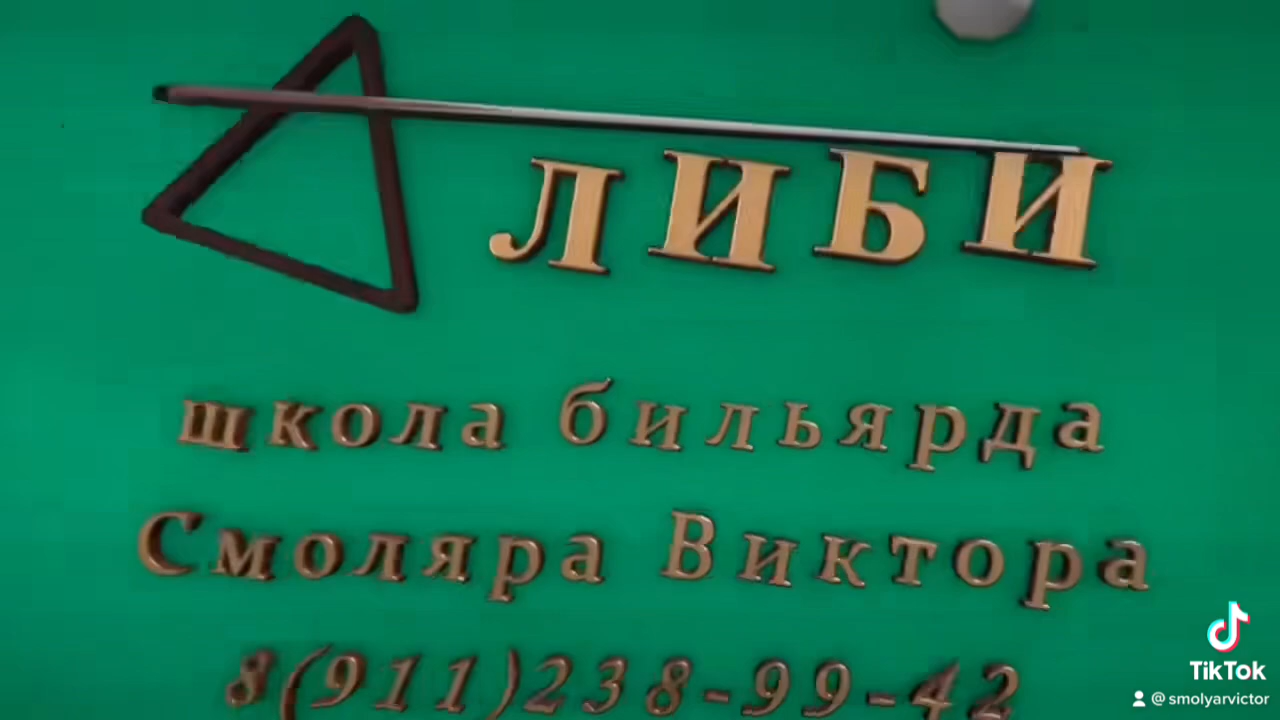 ЛИБИ
школа бильярда
Смоляра Виктора
8(911)238-99-42
TikTok
@smolyarvictor